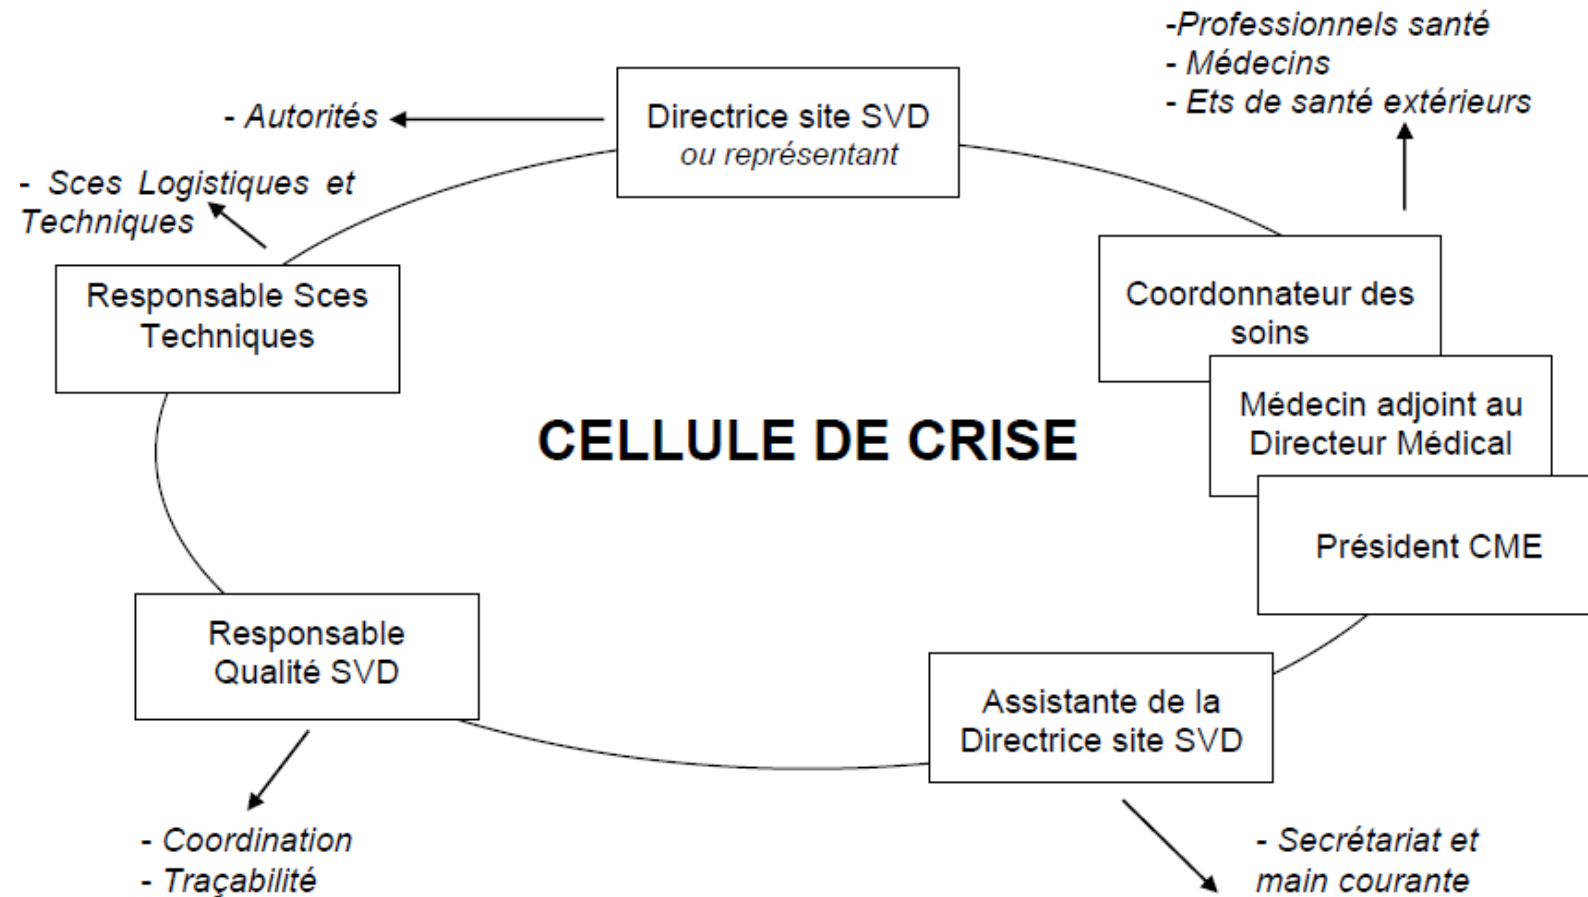 -Professionnels santé
- Médecins
- Ets de santé extérieurs
Directrice site SVD
ou représentant
- Autorités
- Sces Logistiques et
Techniques
Responsable Sces
Techniques
Coordonnateur des
soins
Médecin adjoint au
Directeur Médical
Président CME
CELLULE DE CRISE
Responsable
Qualité SVD
Assistante de la
Directrice site SVD
- Coordination
- Traçabilité
- Secrétariat et
main courante